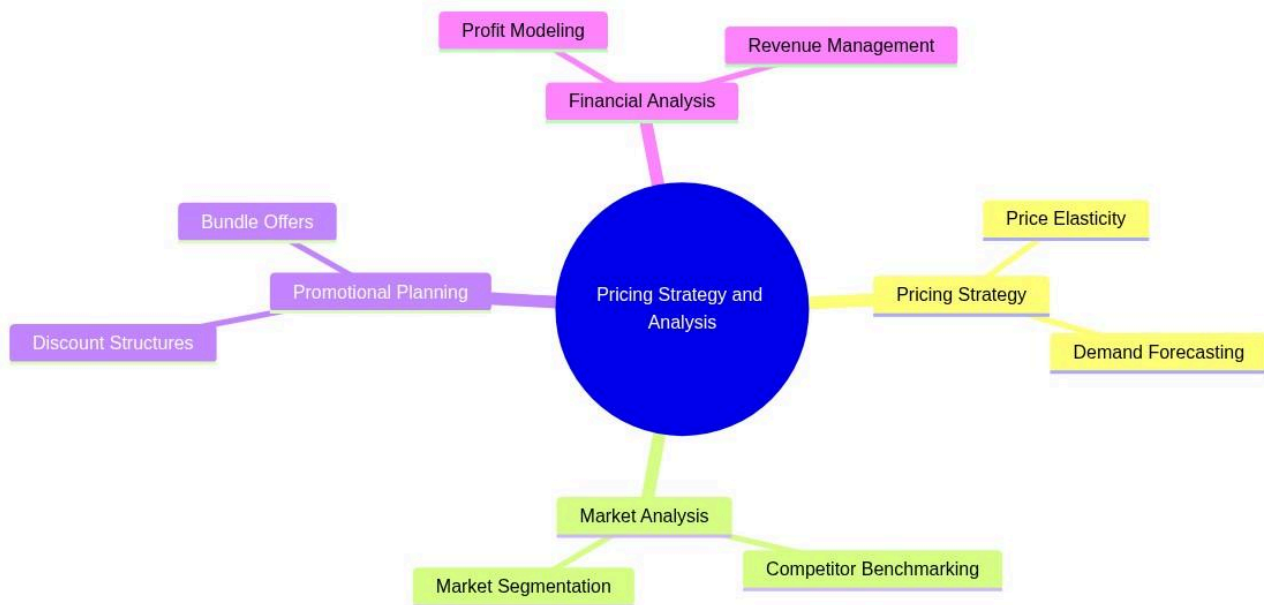 Profit Modeling
Revenue Management
Financial Analysis
Bundle Offers
Price Elasticity
Promotional Planning
Pricing Strategy and
Analysis
Pricing Strategy
Discount Structures
Demand Forecasting
Market Analysis
Market Segmentation
Competitor Benchmarking